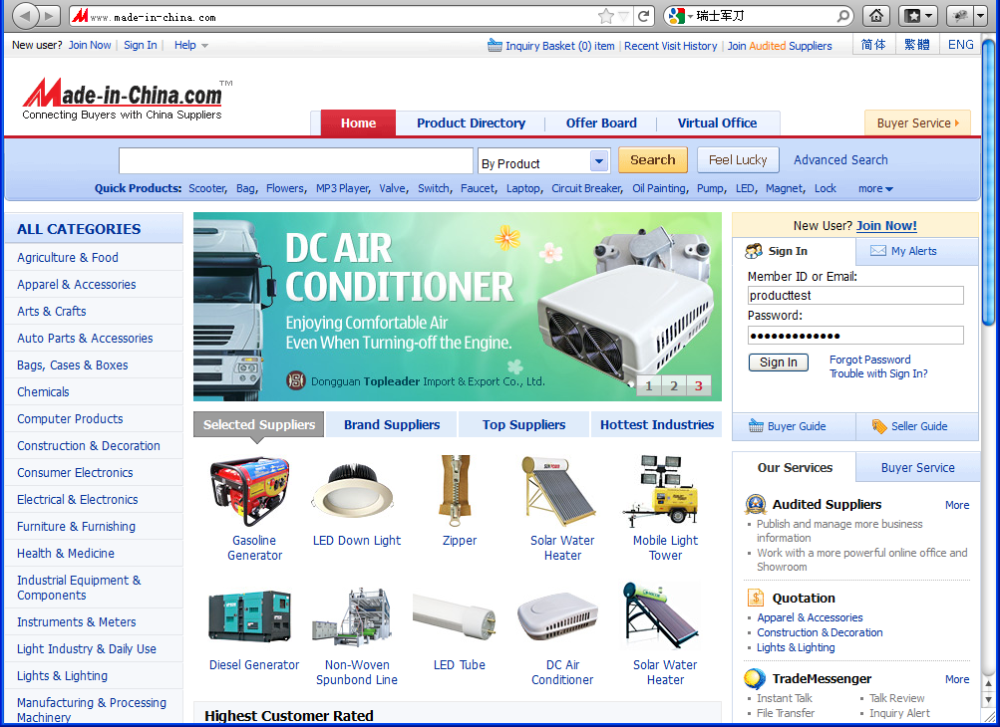 www.made-in-china.com
瑞士军刀
New user? Join Now | Sign In | Help
Inquiry Basket (0) item | Recent Visit History | Join Audited Suppliers
简体 繁體 ENG
Made-in-China.com™
Connecting Buyers with China Suppliers
Home Product Directory Offer Board Virtual Office Buyer Service
By Product Search Feel Lucky Advanced Search
Quick Products: Scooter, Bag, Flowers, MP3 Player, Valve, Switch, Faucet, Laptop, Circuit Breaker, Oil Painting, Pump, LED, Magnet, Lock more
ALL CATEGORIES
Agriculture & Food
Apparel & Accessories
Arts & Crafts
Auto Parts & Accessories
Bags, Cases & Boxes
Chemicals
Computer Products
Construction & Decoration
Consumer Electronics
Electrical & Electronics
Furniture & Furnishing
Health & Medicine
Industrial Equipment &
Components
Instruments & Meters
Light Industry & Daily Use
Lights & Lighting
Manufacturing & Processing
Machinery
DC AIR
CONDITIONER
Enjoying Comfortable Air
Even When Turning-off the Engine.
Dongguan Topleader Import & Export Co., Ltd.
1 2 3
Selected Suppliers Brand Suppliers Top Suppliers Hottest Industries
Gasoline
Generator
LED Down Light
Zipper
Solar Water
Heater
Mobile Light
Tower
Diesel Generator
Non-Woven
Spunbond Line
LED Tube
DC Air
Conditioner
Solar Water
Heater
Highest Customer Rated
New User? Join Now!
Sign In My Alerts
Member ID or Email:
producttest
Password:
●●●●●●●●●●●●●
Sign In
Forgot Password
Trouble with Sign In?
Buyer Guide Seller Guide
Our Services Buyer Service
Audited Suppliers More
Publish and manage more business
information
Work with a more powerful online office and
Showroom
Quotation
Apparel & Accessories
Construction & Decoration
Lights & Lighting
TradeMessenger More
Instant Talk Talk Review
File Transfer Inquiry Alert